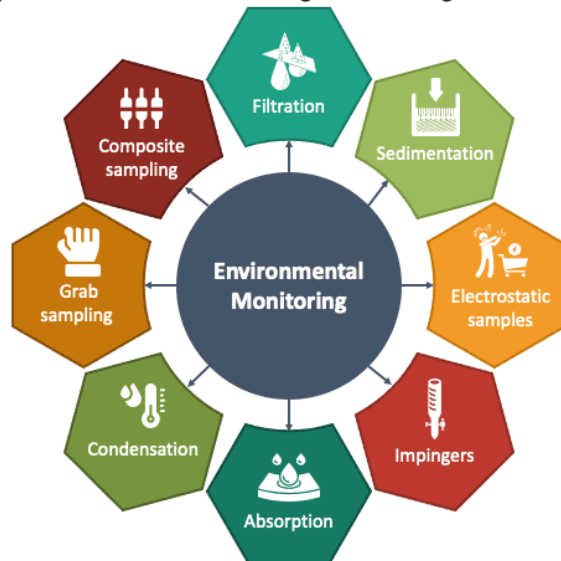 Filtration
Composite
sampling
Sedimentation
Grab
sampling
Environmental
Monitoring
Electrostatic
samples
Condensation
Impingers
Absorption